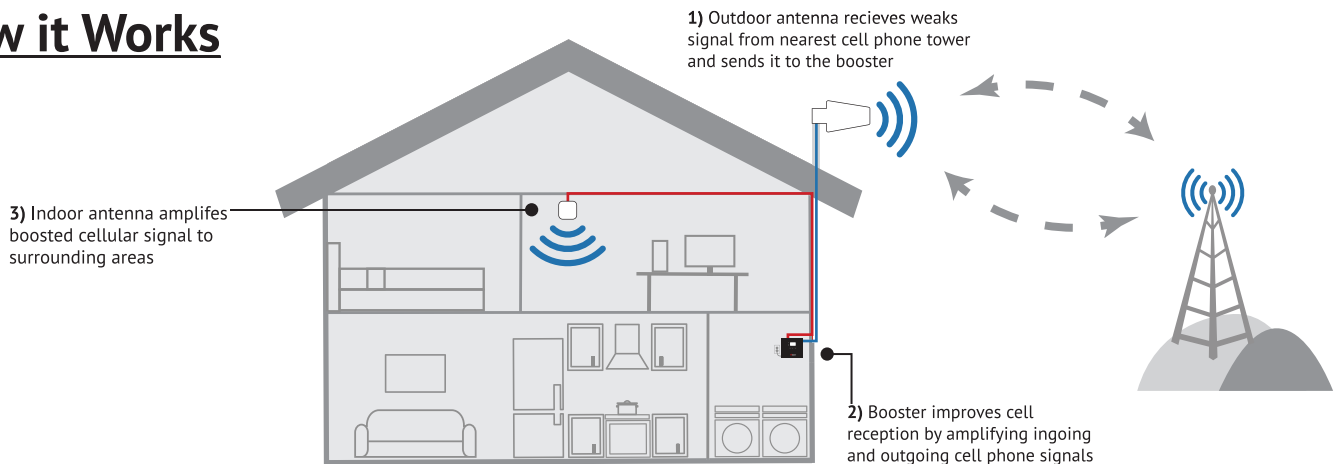 w it Works
1) Outdoor antenna recieves weaks
signal from nearest cell phone tower
and sends it to the booster
3) Indoor antenna amplifes
boosted cellular signal to
surrounding areas
2) Booster improves cell
reception by amplifying ingoing
and outgoing cell phone signals